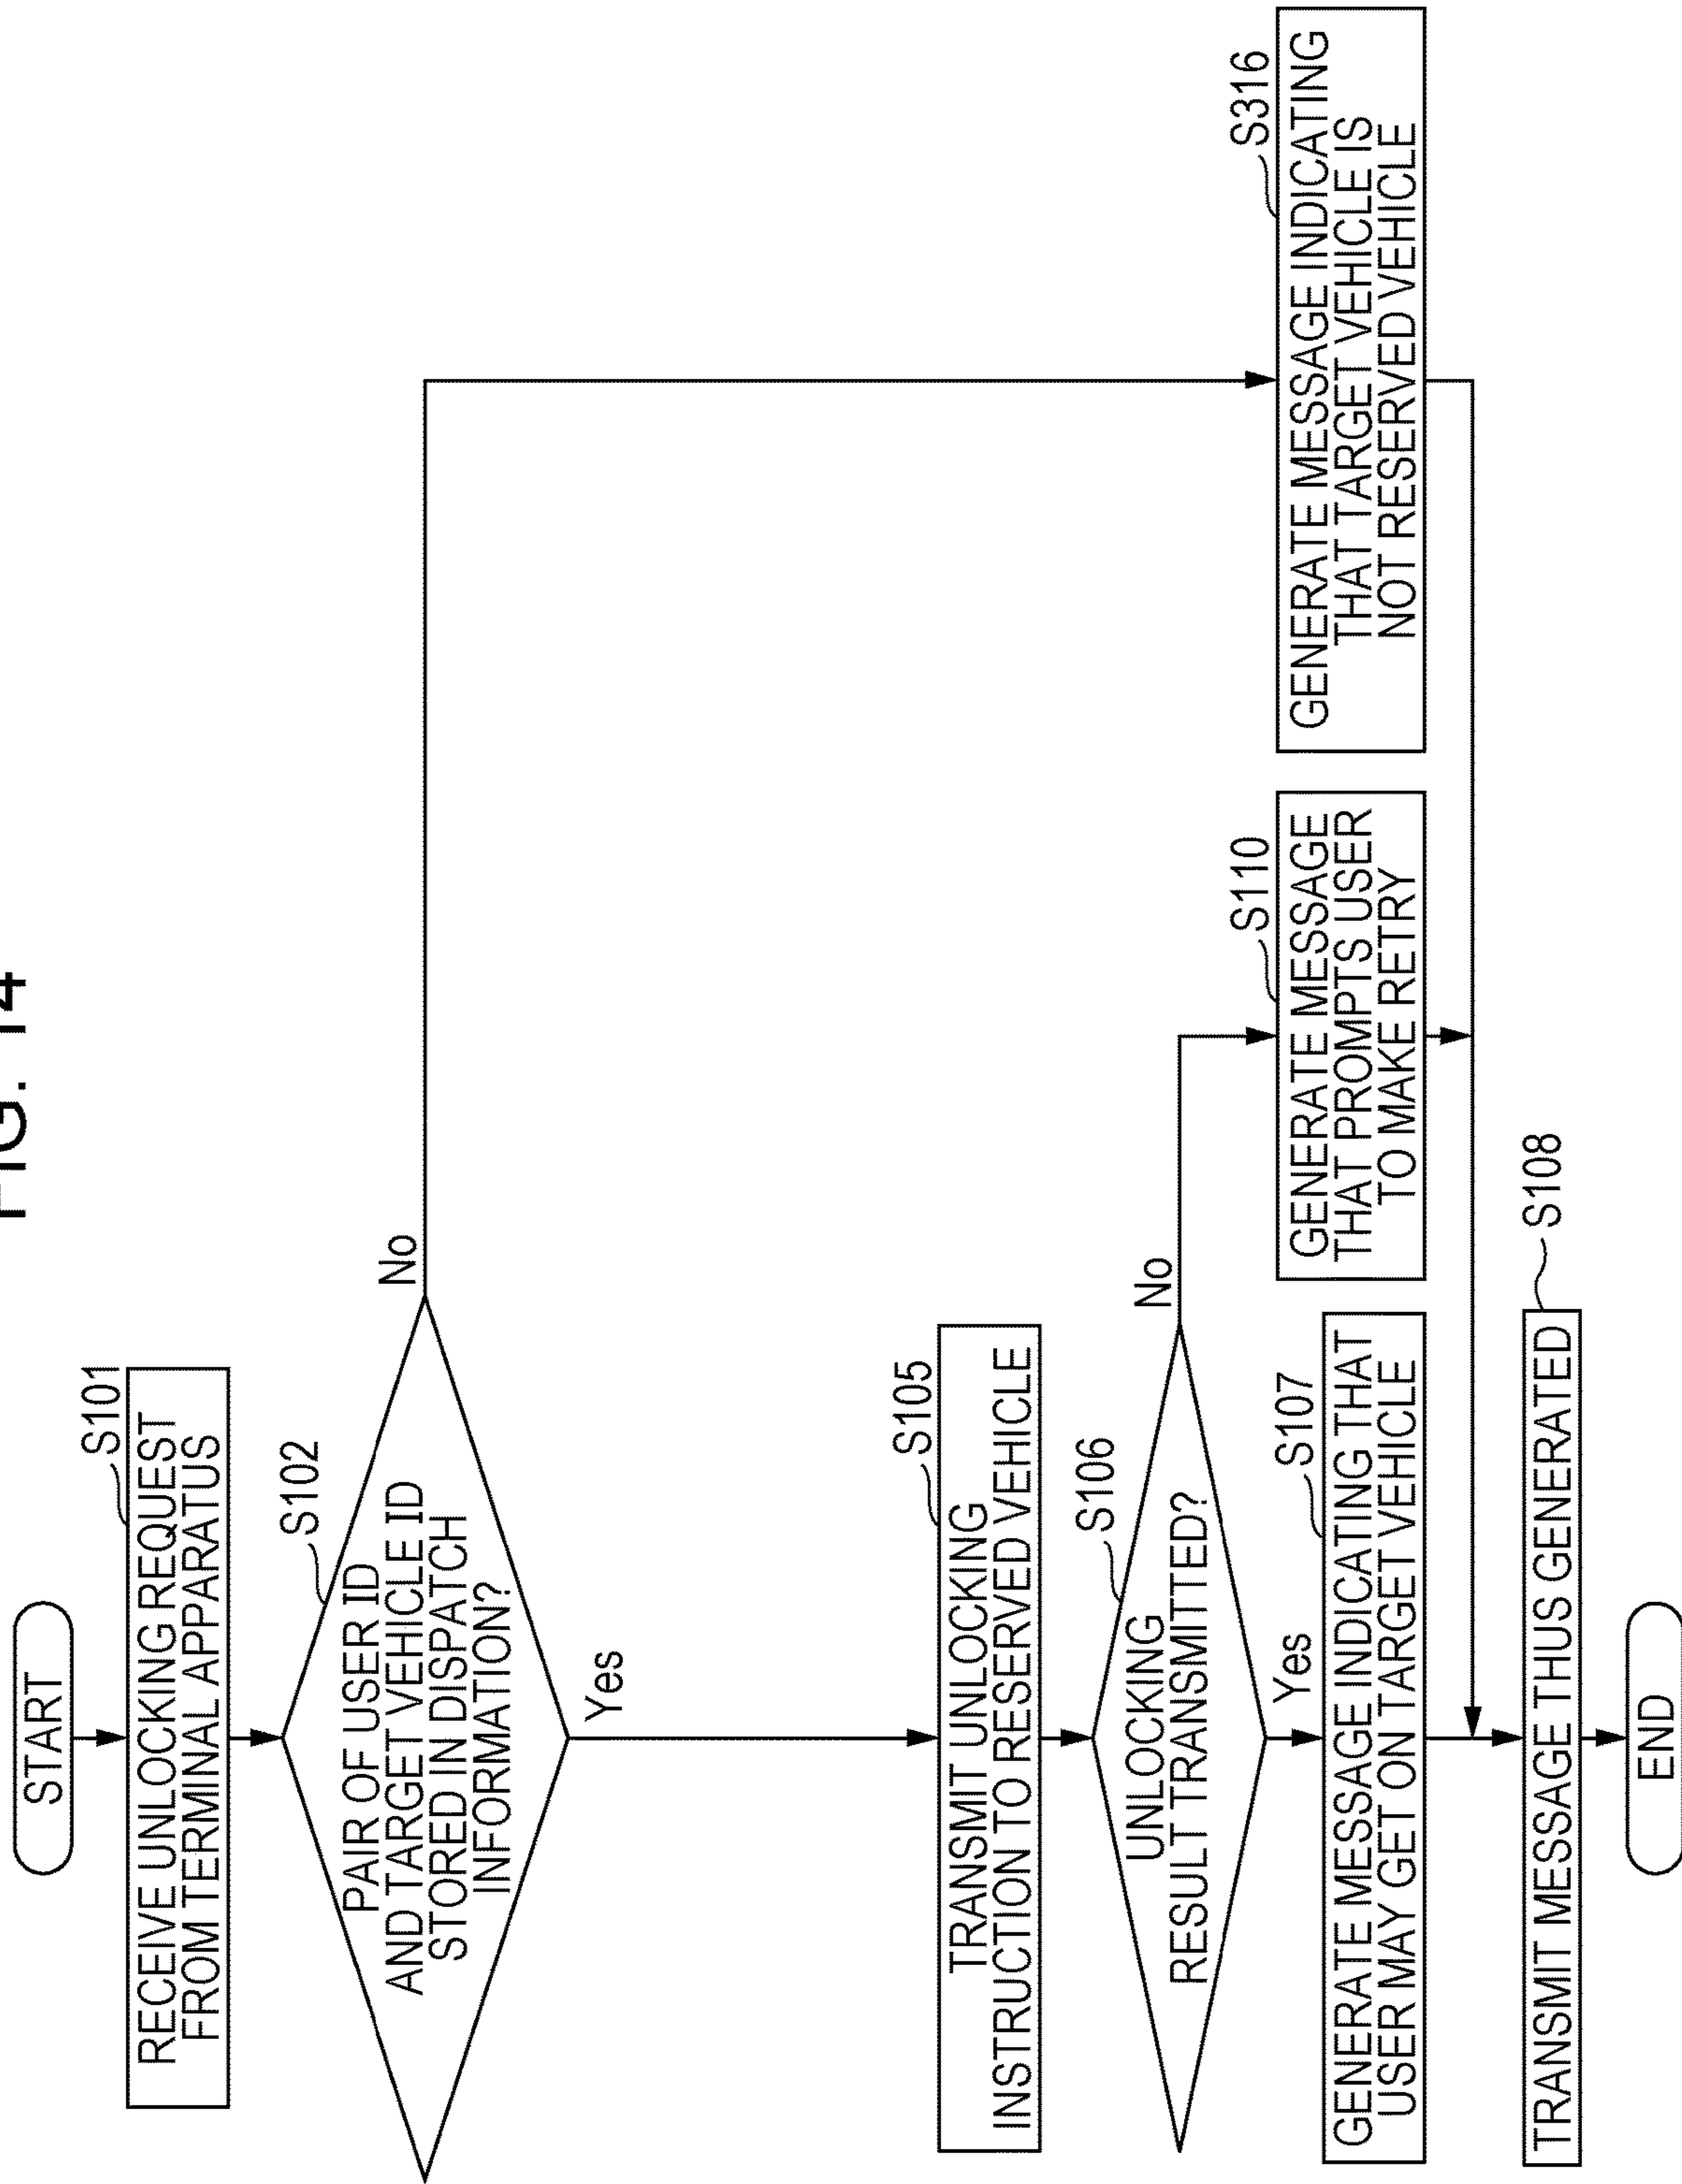 FIG. 14
START
S101
RECEIVE UNLOCKING REQUEST
FROM TERMINAL APPARATUS
S102
PAIR OF USER ID
AND TARGET VEHICLE ID
STORED IN DISPATCH
INFORMATION?
No
Yes
S105
TRANSMIT UNLOCKING
INSTRUCTION TO RESERVED VEHICLE
S106
UNLOCKING
RESULT TRANSMITTED?
No
Yes
S107
GENERATE MESSAGE INDICATING THAT
USER MAY GET ON TARGET VEHICLE
S110
GENERATE MESSAGE
THAT PROMPTS USER
TO MAKE RETRY
S316
GENERATE MESSAGE INDICATING
THAT TARGET VEHICLE IS
NOT RESERVED VEHICLE
S108
TRANSMIT MESSAGE THUS GENERATED
END